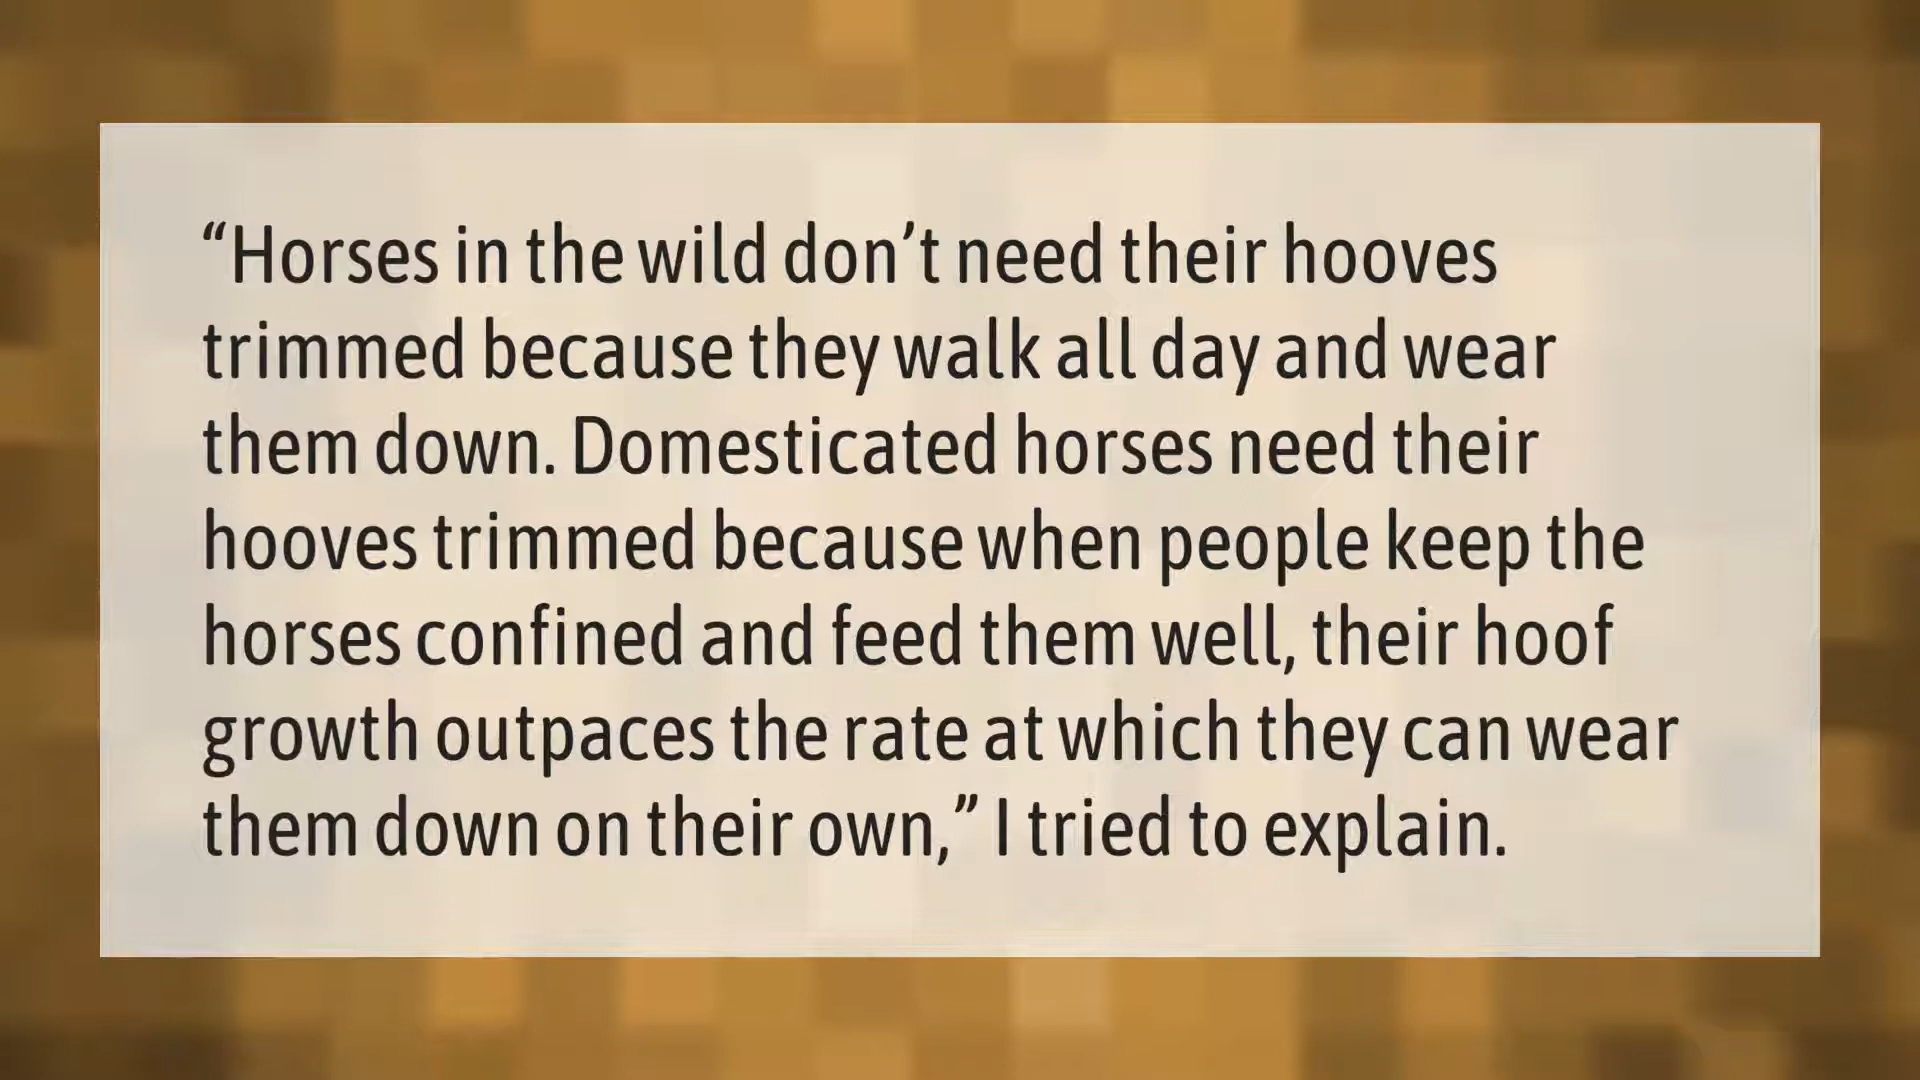 “Horses in the wild don’t need their hooves
trimmed because they walk all day and wear
them down. Domesticated horses need their
hooves trimmed because when people keep the
horses confined and feed them well, their hoof
growth outpaces the rate at which they can wear
them down on their own,” I tried to explain.